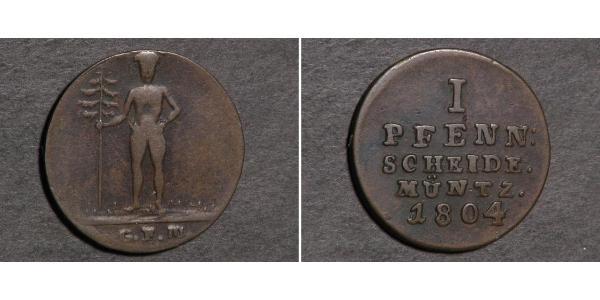 G.F.M
I
PFENN:
SCHEIDE.
MÜNTZ.
1804